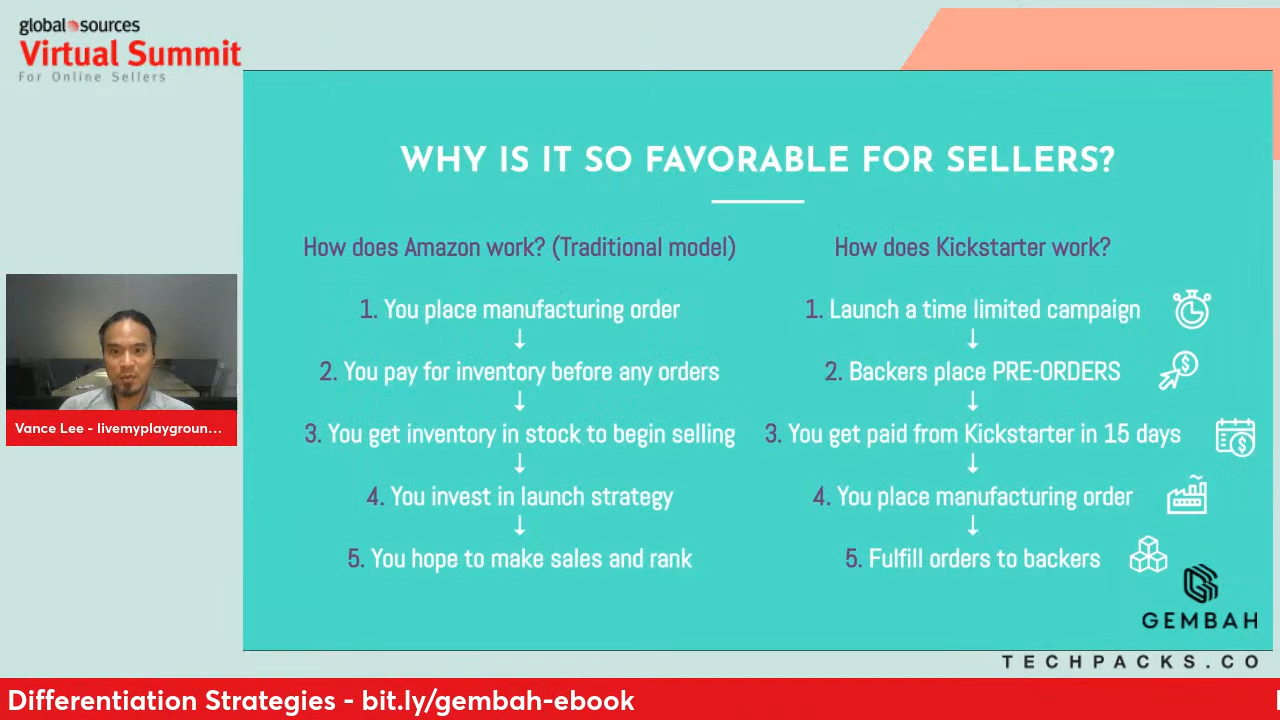 global sources
Virtual Summit
For Online Sellers
WHY IS IT SO FAVORABLE FOR SELLERS?
How does Amazon work? (Traditional model)
1. You place manufacturing order
↓
2. You pay for inventory before any orders
↓
3. You get inventory in stock to begin selling
↓
4. You invest in launch strategy
↓
5. You hope to make sales and rank
How does Kickstarter work?
1. Launch a time limited campaign
↓
2. Backers place PRE-ORDERS
↓
3. You get paid from Kickstarter in 15 days
↓
4. You place manufacturing order
↓
5. Fulfill orders to backers
GEMBAH
TECHPACKS.CO
Vance Lee - livemyplaygroun...
Differentiation Strategies - bit.ly/gembah-ebook